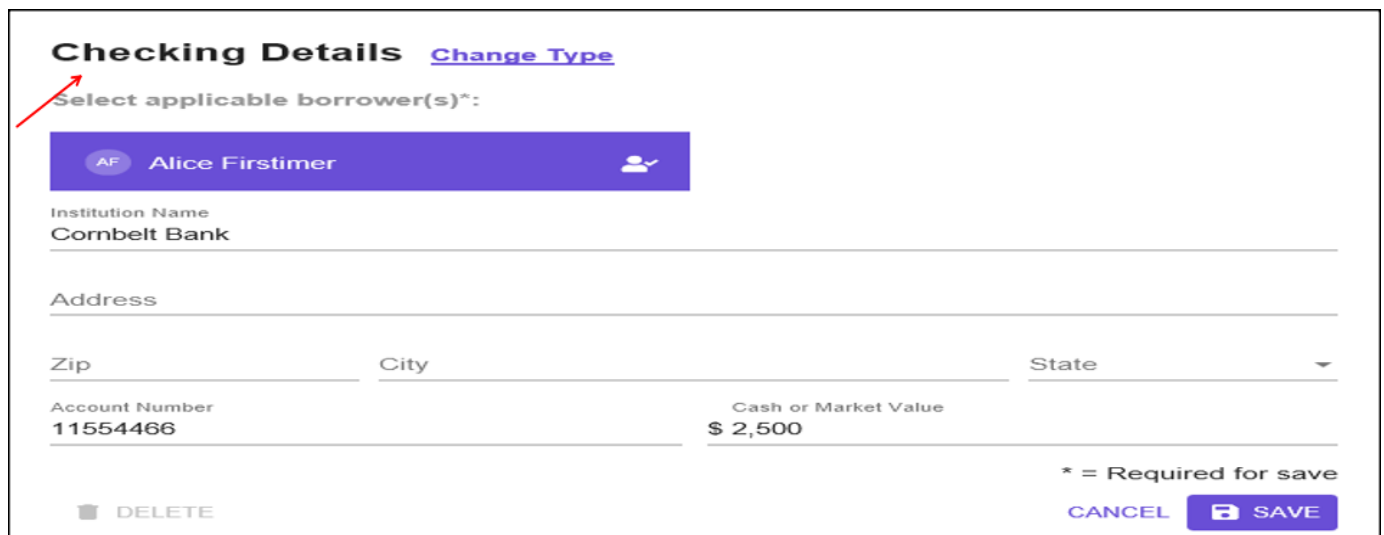 Checking Details Change Type
Select applicable borrower(s)*:
AF Alice Firstimer
Institution Name
Cornbelt Bank
Address
Zip City State
Account Number Cash or Market Value
11554466 $ 2,500
* = Required for save
DELETE CANCEL SAVE